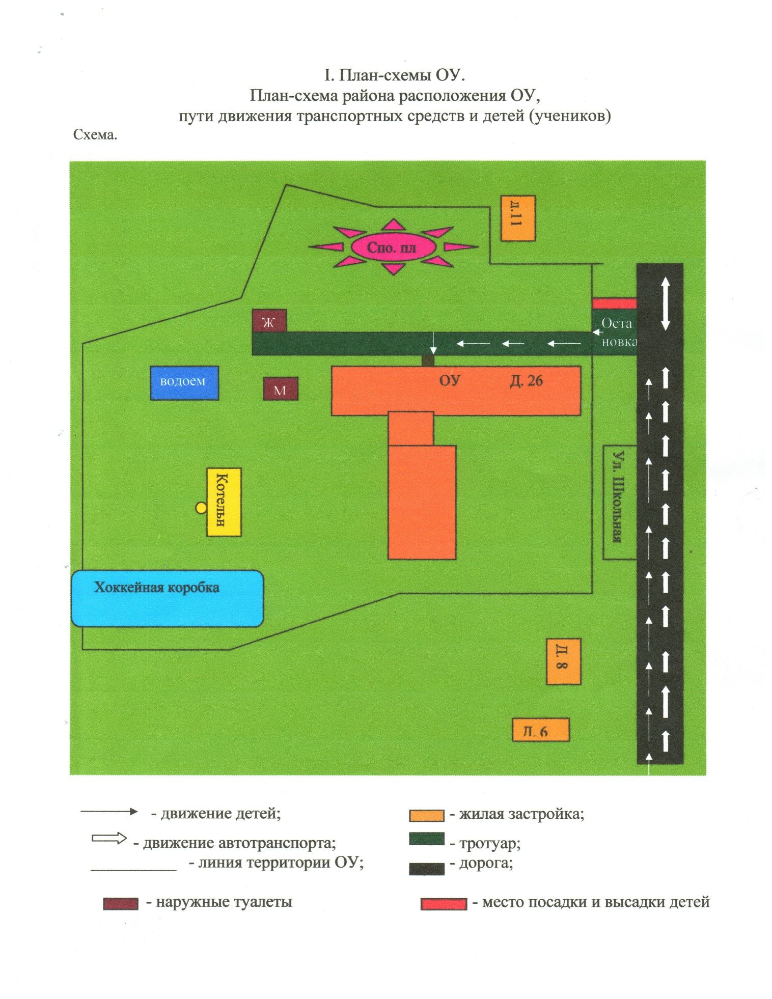 I. План-схемы ОУ.
План-схема района расположения ОУ,
пути движения транспортных средств и детей (учеников)
Схема.
д.11
Спо. пл
Ж
Оста
новка
водоем
М
ОУ Д. 26
Котельн
Ул. Школьная
Хоккейная коробка
Д. 8
Д. 6
- движение детей;
- жилая застройка;
- движение автотранспорта;
- тротуар;
- линия территории ОУ;
- дорога;
- наружные туалеты
- место посадки и высадки детей